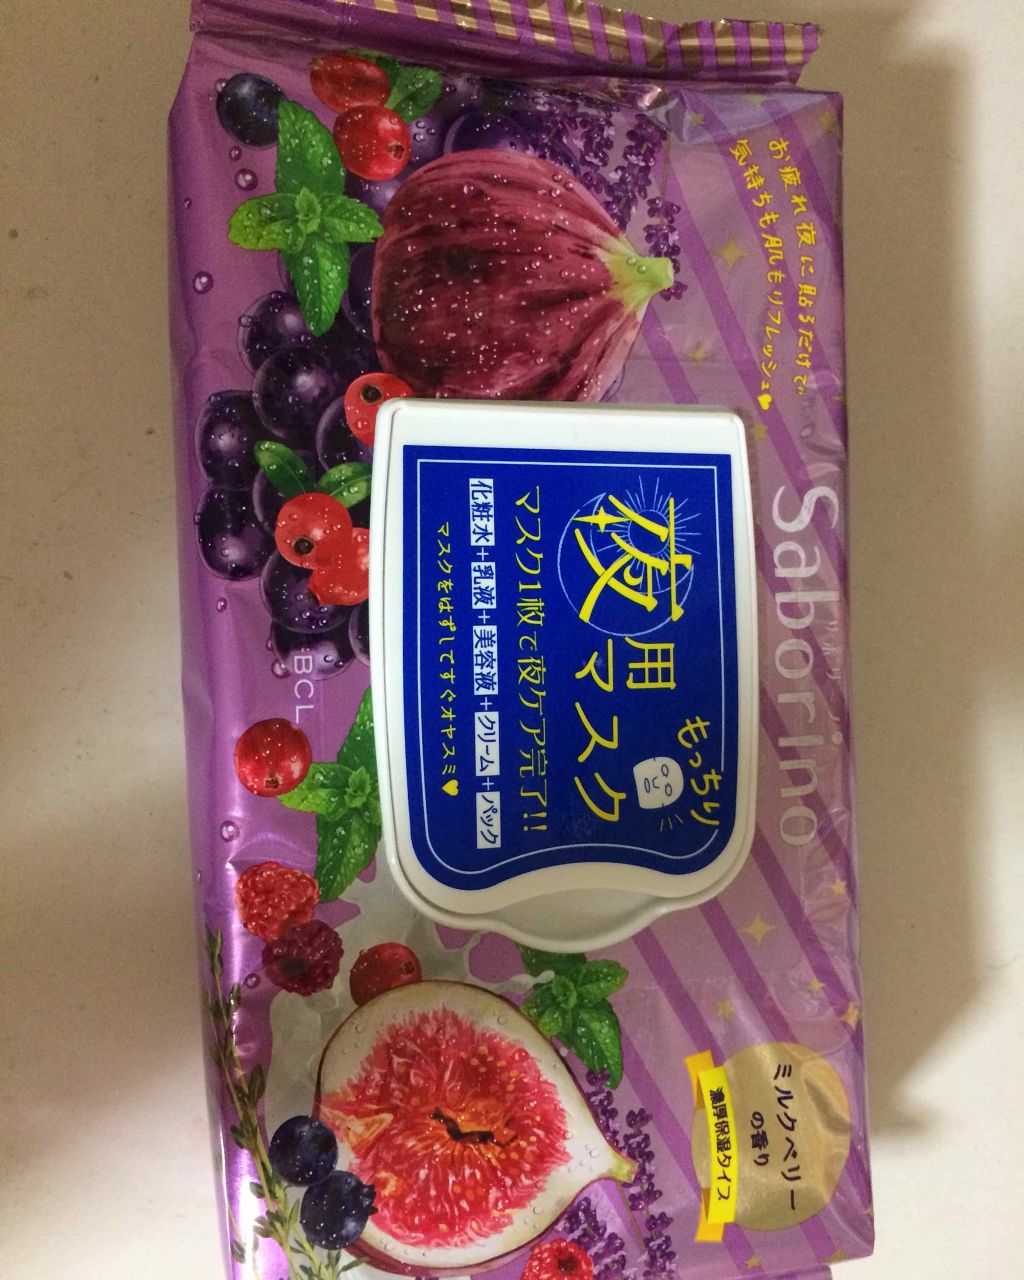 お疲れ夜に貼るだけで
気持ちも肌もリフレッシュ♥
Saborino
夜用マスク
もっちり
マスク1枚で夜ケア完了!!
化粧水+乳液+美容液+クリーム+パック
マスクをはずしてすぐオヤスミ♥
BCL
ミルクベリー
の香り
濃厚保湿タイプ